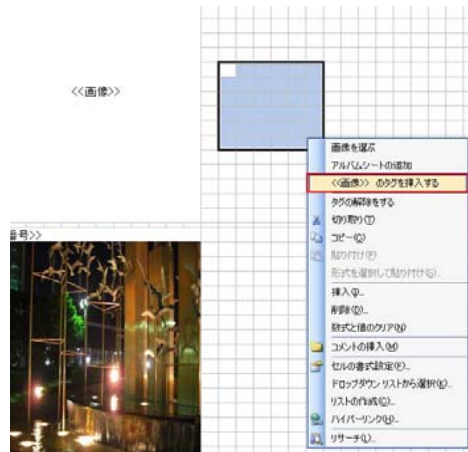 <<画像>>
番号>>
画像を選ぶ
アルバムシートの追加
<<画像>> のタグを挿入する
タグの解除をする
切り取り(T)
コピー(C)
貼り付け(P)
形式を選択して貼り付け(S)...
挿入(I)...
削除(D)...
数式と値のクリア(N)
コメントの挿入(M)
セルの書式設定(F)...
ドロップダウン リストから選択(K)...
リストの作成(C)...
ハイパーリンク(H)...
リサーチ(L)...